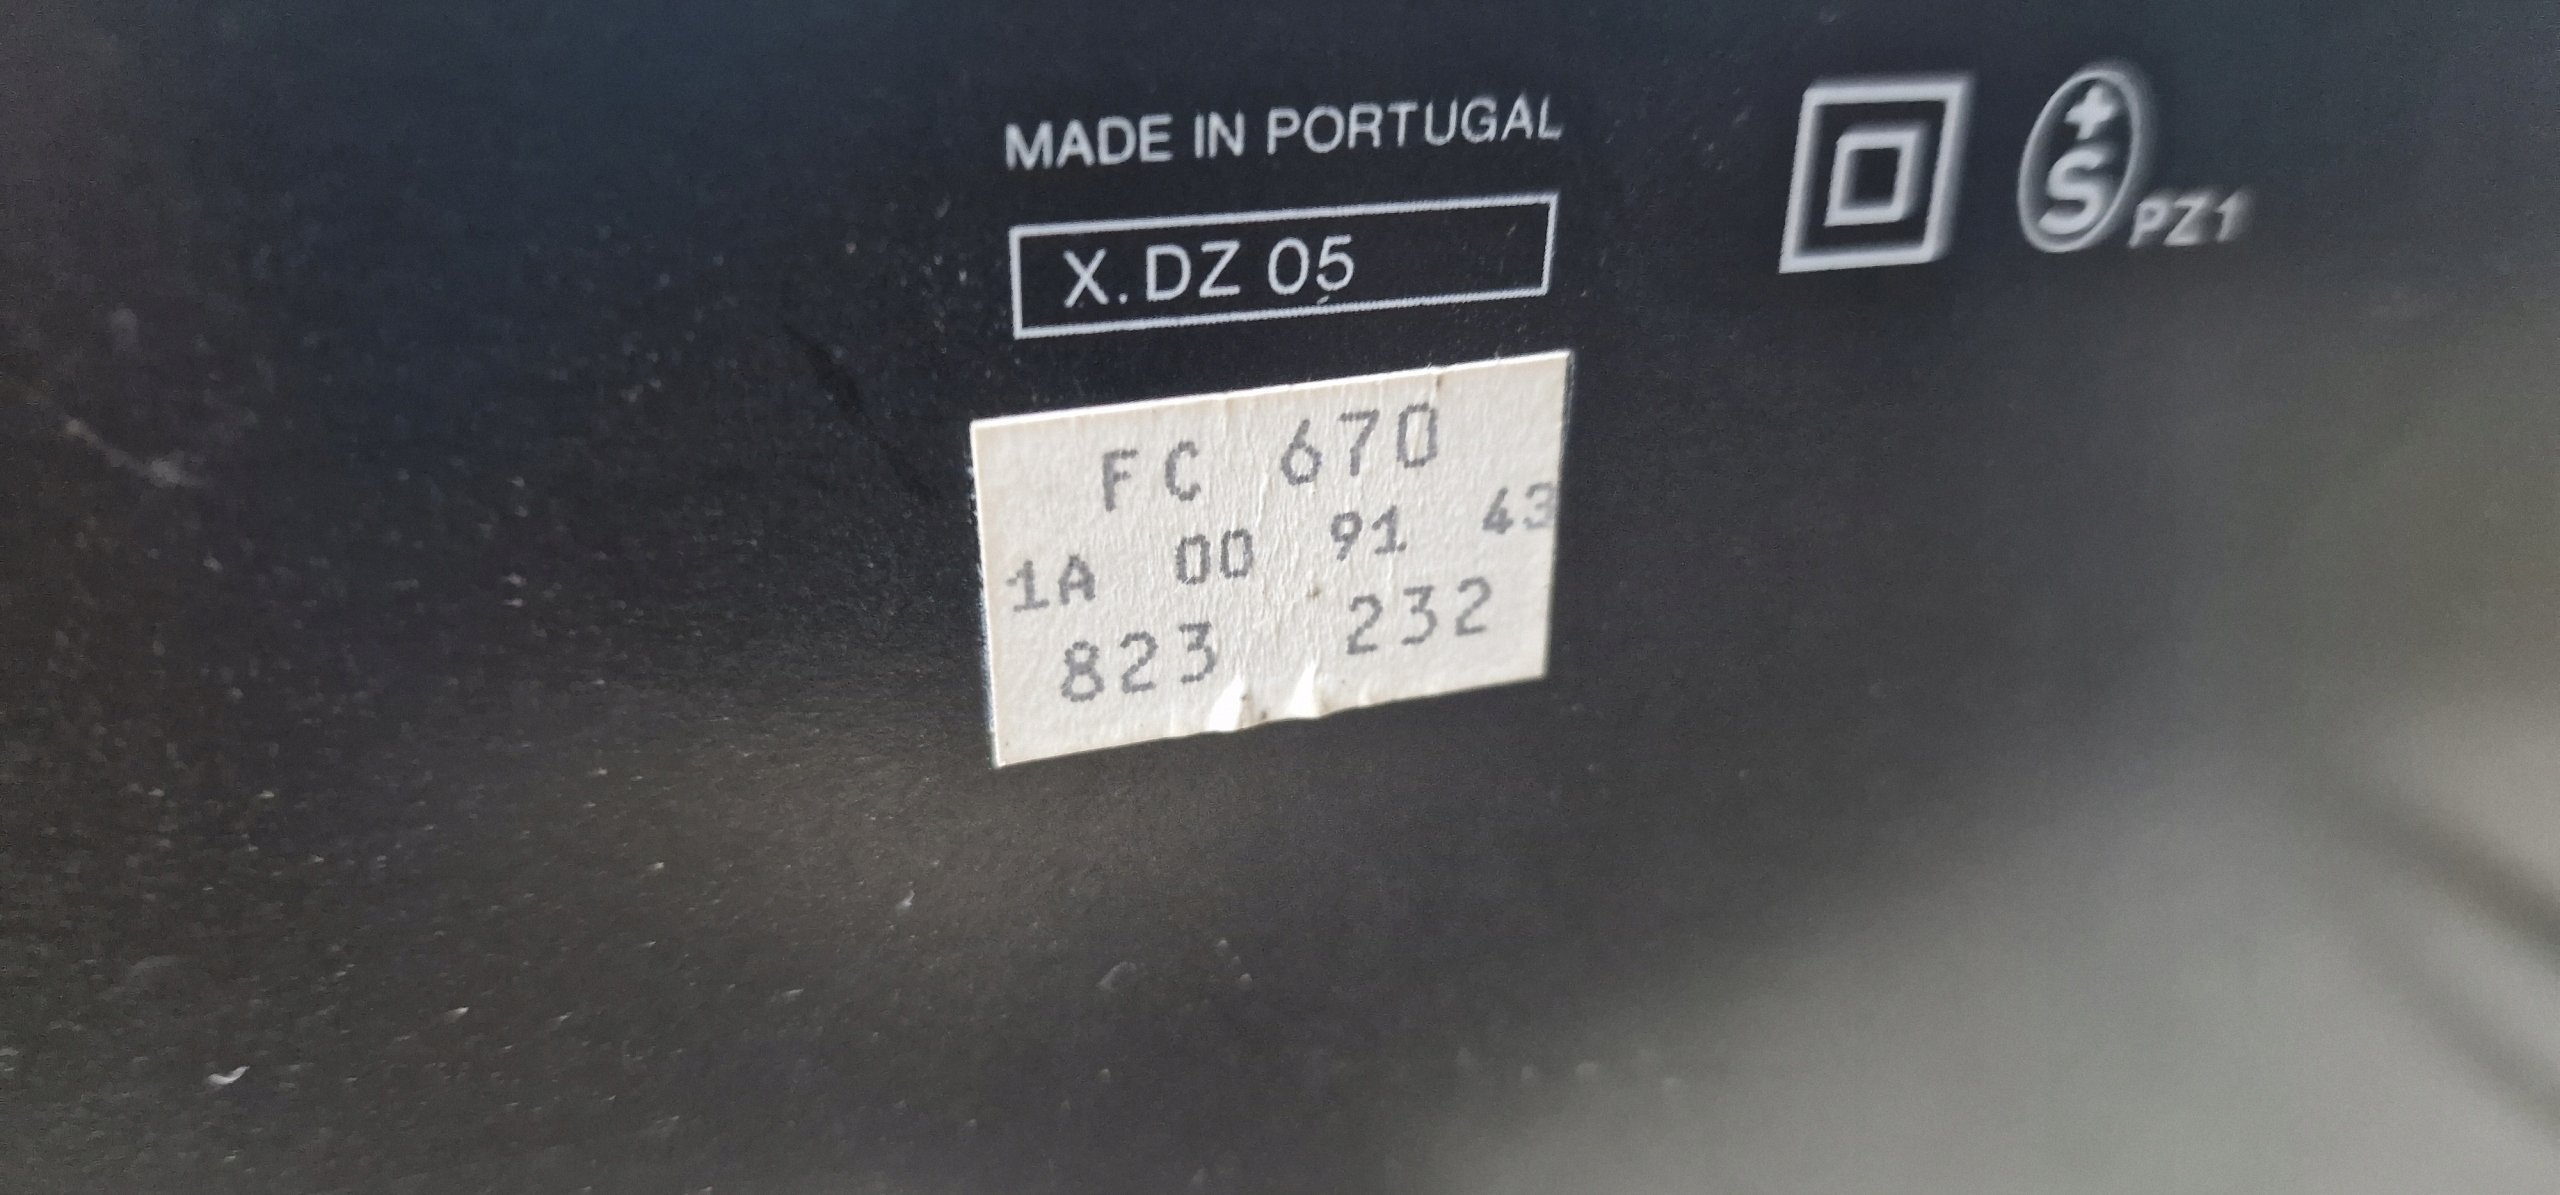 MADE IN PORTUGAL
X.DZ 05
+
S PZ1
FC 670
1A 00 91 43
823 232